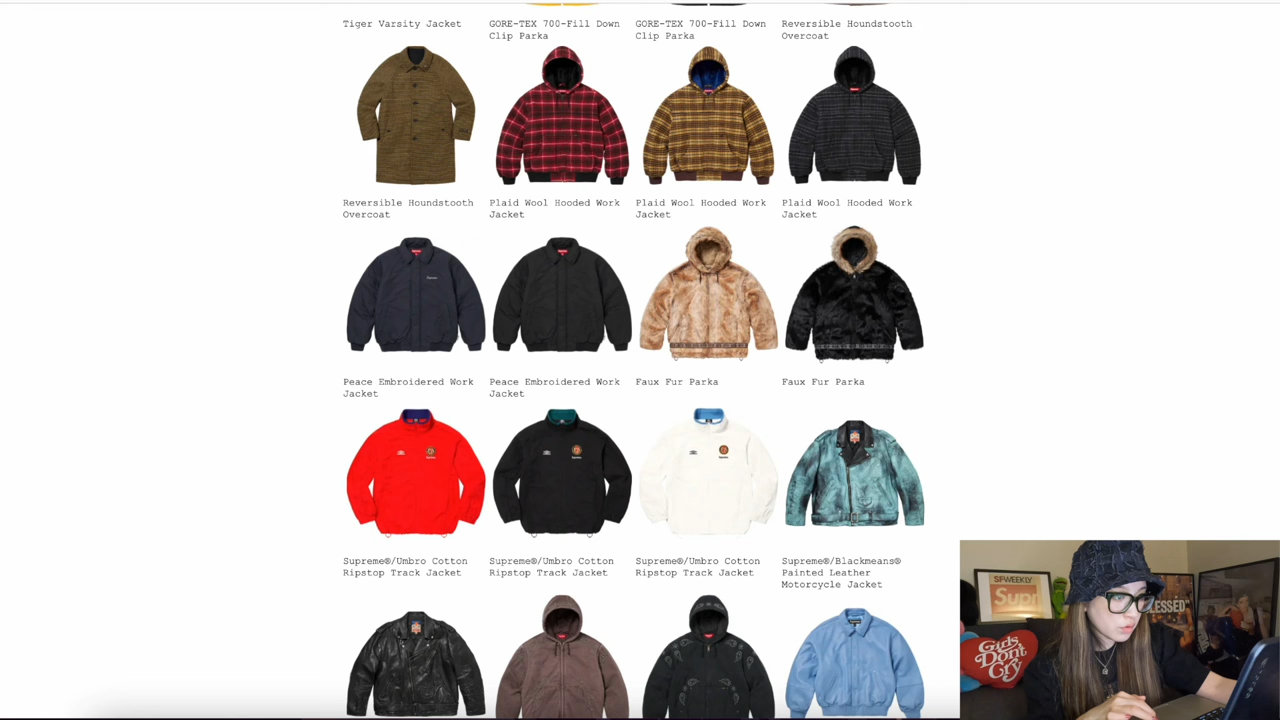 Tiger Varsity Jacket
GORE-TEX 700-Fill Down
Clip Parka
GORE-TEX 700-Fill Down
Clip Parka
Reversible Houndstooth
Overcoat
Reversible Houndstooth
Overcoat
Plaid Wool Hooded Work
Jacket
Plaid Wool Hooded Work
Jacket
Plaid Wool Hooded Work
Jacket
Peace Embroidered Work
Jacket
Peace Embroidered Work
Jacket
Faux Fur Parka
Faux Fur Parka
Supreme®/Umbro Cotton
Ripstop Track Jacket
Supreme®/Umbro Cotton
Ripstop Track Jacket
Supreme®/Umbro Cotton
Ripstop Track Jacket
Supreme®/Blackmeans®
Painted Leather
Motorcycle Jacket
SFWEEKLY
Supr
LESSED"
Girls
Don't
Cry